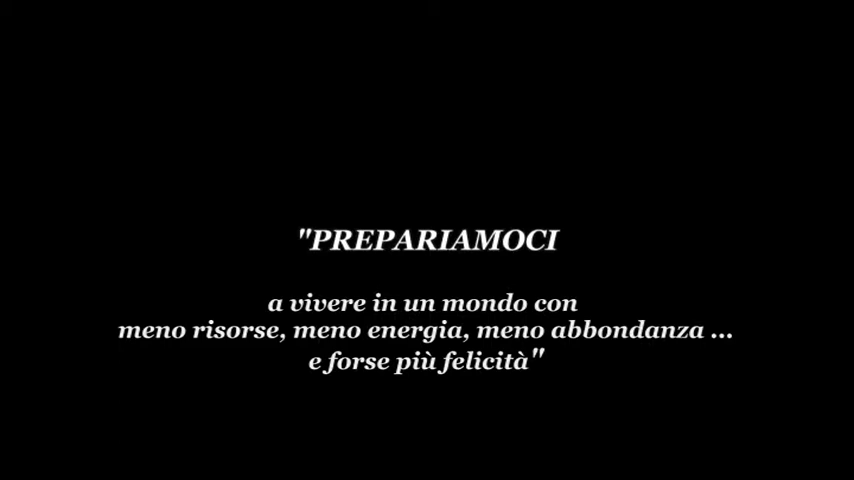 "PREPARIAMOCI
a vivere in un mondo con
meno risorse, meno energia, meno abbondanza ...
e forse più felicità"